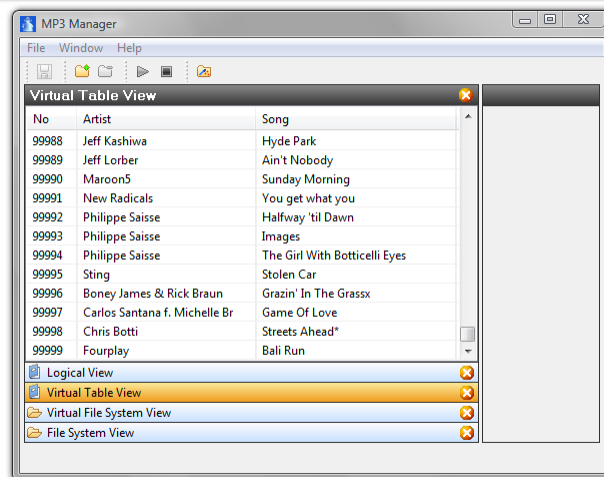 MP3 Manager
File Window Help
Virtual Table View
No Artist Song
99988 Jeff Kashiwa Hyde Park
99989 Jeff Lorber Ain't Nobody
99990 Maroon5 Sunday Morning
99991 New Radicals You get what you
99992 Philippe Saisse Halfway 'til Dawn
99993 Philippe Saisse Images
99994 Philippe Saisse The Girl With Botticelli Eyes
99995 Sting Stolen Car
99996 Boney James & Rick Braun Grazin' In The Grassx
99997 Carlos Santana f. Michelle Br Game Of Love
99998 Chris Botti Streets Ahead*
99999 Fourplay Bali Run
Logical View
Virtual Table View
Virtual File System View
File System View